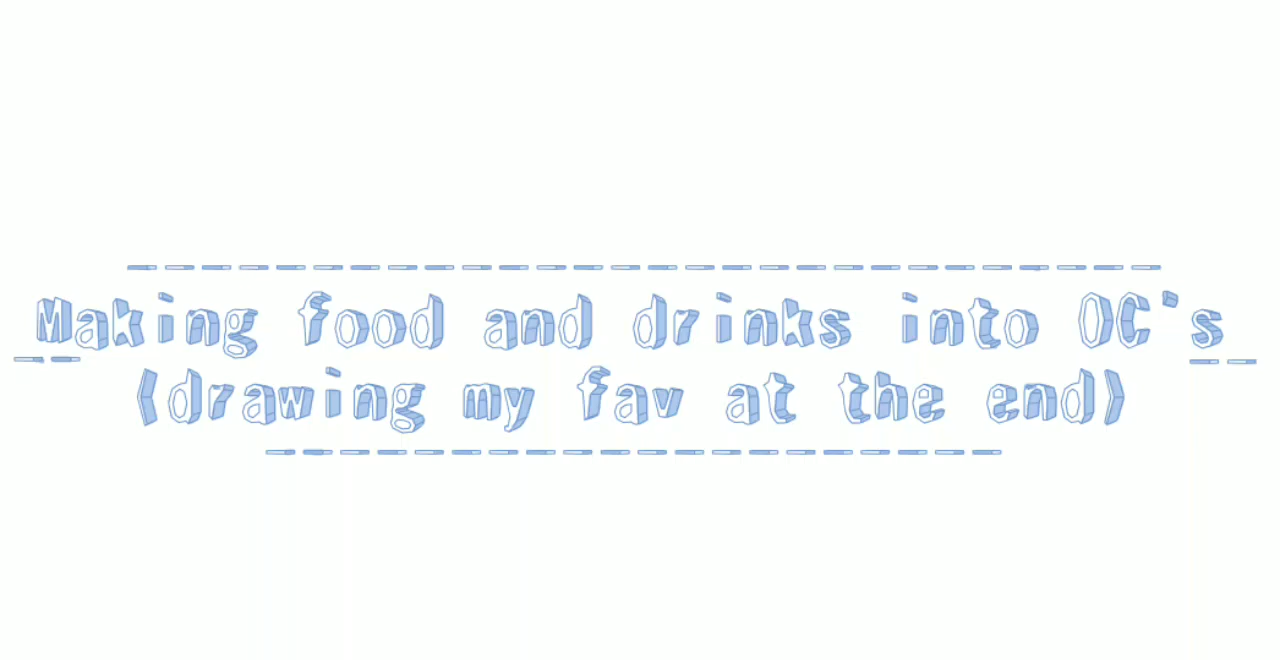 Making food and drinks into OC's
(drawing my fav at the end)